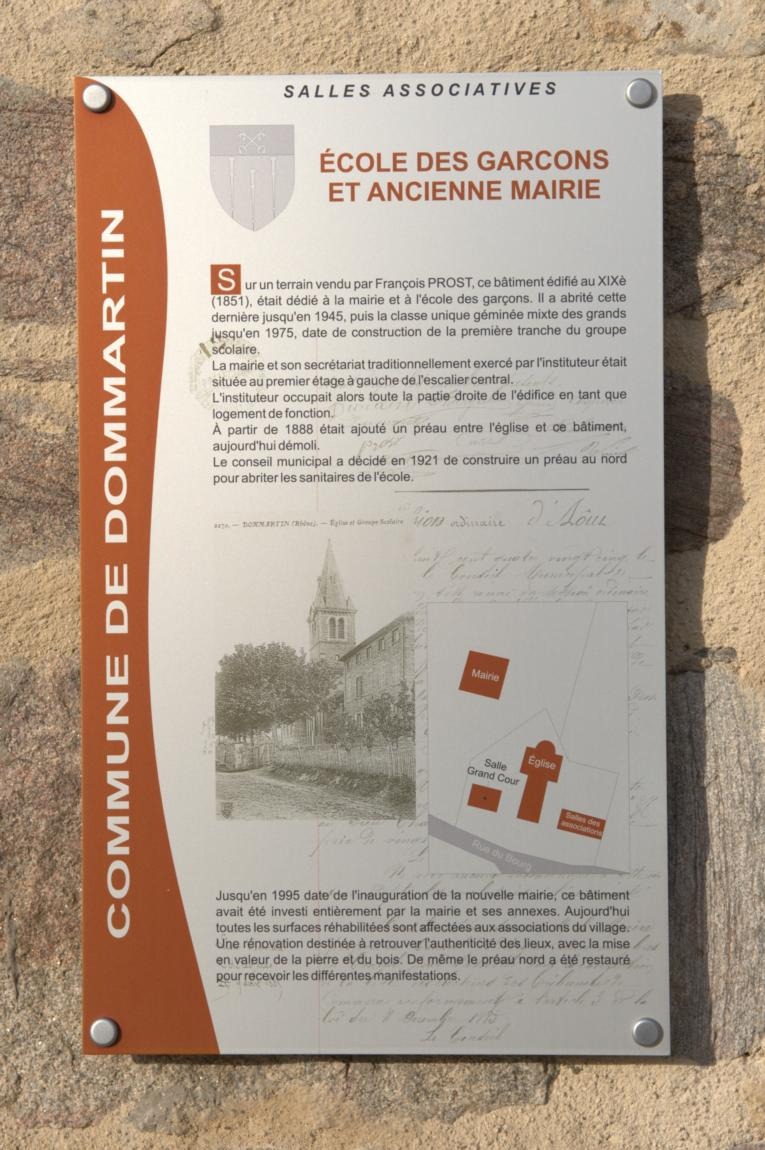 SALLES ASSOCIATIVES
ÉCOLE DES GARCONS
ET ANCIENNE MAIRIE
COMMUNE DE DOMMARTIN
Sur un terrain vendu par François PROST, ce bâtiment édifié au XIXè
(1851), était dédié à la mairie et à l'école des garçons. Il a abrité cette
dernière jusqu'en 1945, puis la classe unique géminée mixte des grands
jusqu'en 1975, date de construction de la première tranche du groupe
scolaire.
La mairie et son secrétariat traditionnellement exercé par l'instituteur était
située au premier étage à gauche de l'escalier central.
L'instituteur occupait alors toute la partie droite de l'édifice en tant que
logement de fonction.
À partir de 1888 était ajouté un préau entre l'église et ce bâtiment,
aujourd'hui démoli.
Le conseil municipal a décidé en 1921 de construire un préau au nord
pour abriter les sanitaires de l'école.
2270. — DOMMARTIN (Rhône). — Église et Groupe Scolaire
ordinaire d'Aôut
Mairie
Église
Salle
Grand Cour
Salles des
associations
Rue du Bourg
Jusqu'en 1995 date de l'inauguration de la nouvelle mairie, ce bâtiment
avait été investi entièrement par la mairie et ses annexes. Aujourd'hui
toutes les surfaces réhabilitées sont affectées aux associations du village.
Une rénovation destinée à retrouver l'authenticité des lieux, avec la mise
en valeur de la pierre et du bois. De même le préau nord a été restauré
pour recevoir les différentes manifestations.